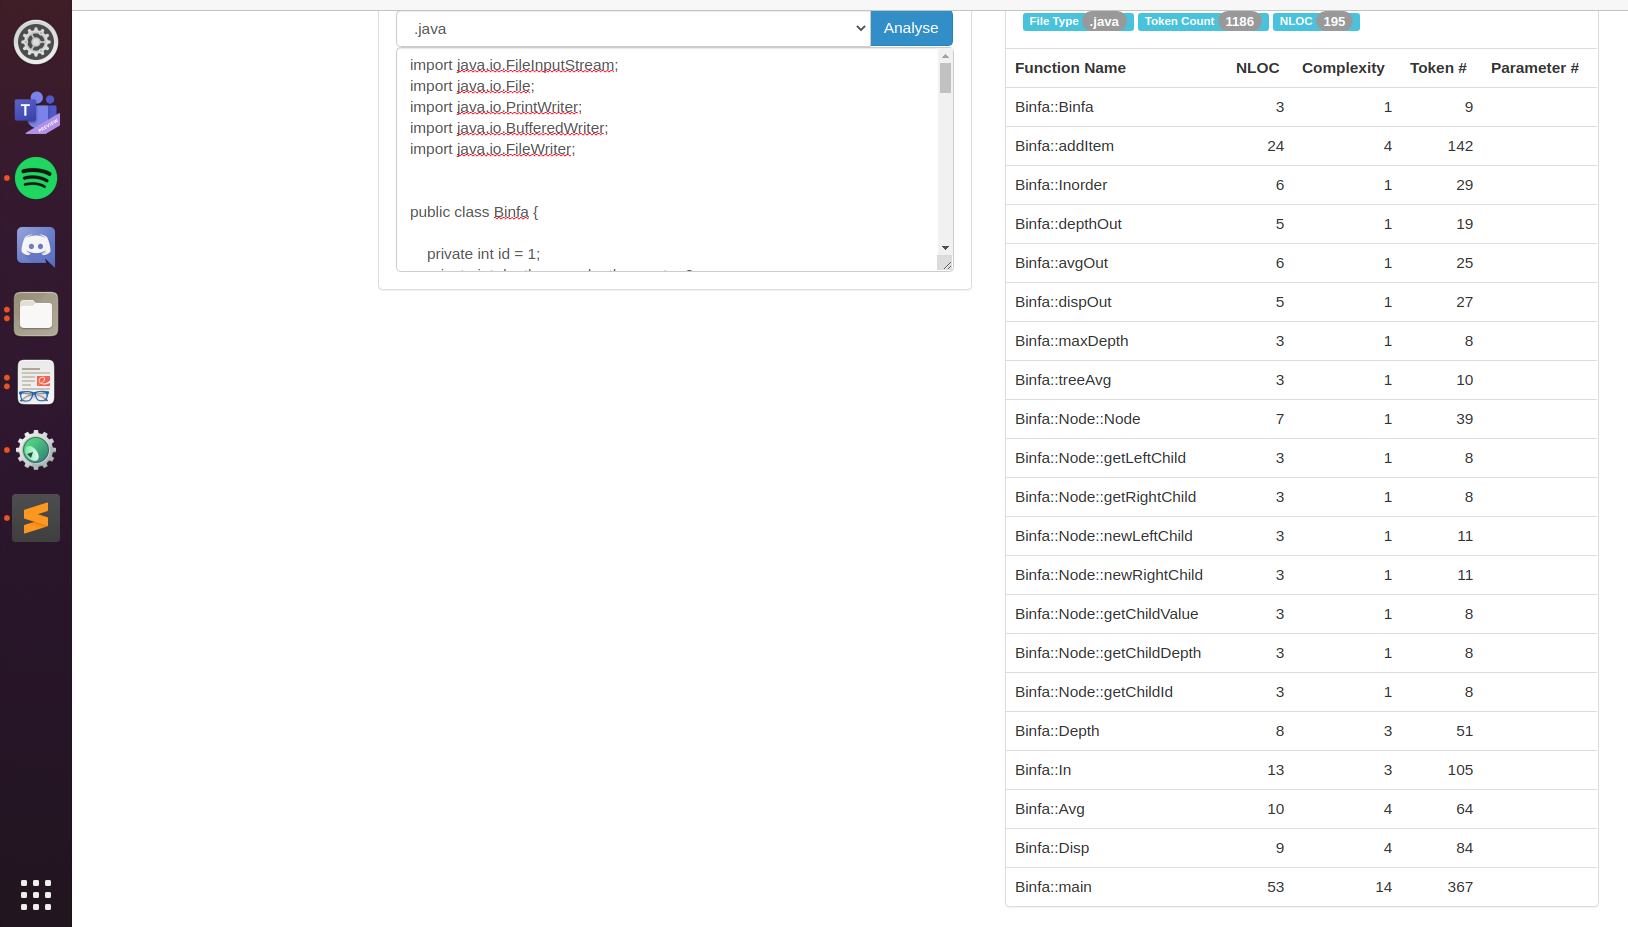 .java
Analyse
import java.io.FileInputStream;
import java.io.File;
import java.io.PrintWriter;
import java.io.BufferedWriter;
import java.io.FileWriter;
public class Binfa {
private int id = 1;
File Type .java Token Count 1186 NLOC 195
Function Name NLOC Complexity Token # Parameter #
Binfa::Binfa 3 1 9
Binfa::addItem 24 4 142
Binfa::Inorder 6 1 29
Binfa::depthOut 5 1 19
Binfa::avgOut 6 1 25
Binfa::dispOut 5 1 27
Binfa::maxDepth 3 1 8
Binfa::treeAvg 3 1 10
Binfa::Node::Node 7 1 39
Binfa::Node::getLeftChild 3 1 8
Binfa::Node::getRightChild 3 1 8
Binfa::Node::newLeftChild 3 1 11
Binfa::Node::newRightChild 3 1 11
Binfa::Node::getChildValue 3 1 8
Binfa::Node::getChildDepth 3 1 8
Binfa::Node::getChildId 3 1 8
Binfa::Depth 8 3 51
Binfa::In 13 3 105
Binfa::Avg 10 4 64
Binfa::Disp 9 4 84
Binfa::main 53 14 367
T
PREVIEW